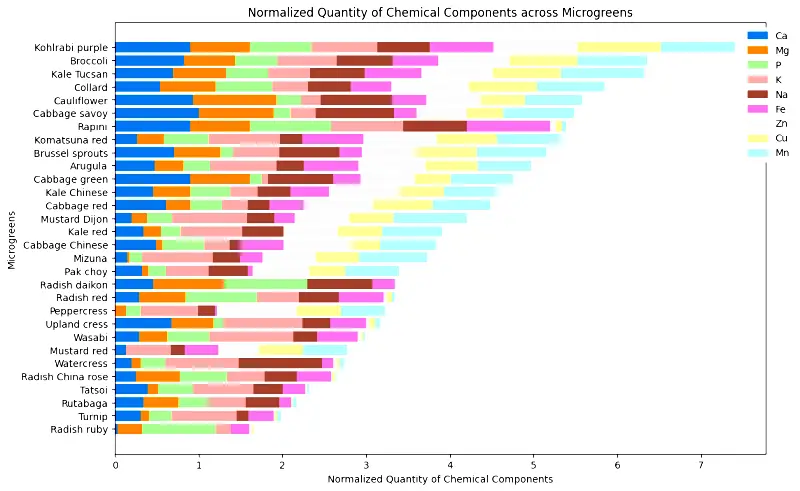 Normalized Quantity of Chemical Components across Microgreens
Kohlrabi purple
Broccoli
Kale Tucsan
Collard
Cauliflower
Cabbage savoy
Rapini
Komatsuna red
Brussel sprouts
Arugula
Cabbage green
Kale Chinese
Cabbage red
Mustard Dijon
Kale red
Cabbage Chinese
Mizuna
Pak choy
Radish daikon
Radish red
Peppercress
Upland cress
Wasabi
Mustard red
Watercress
Radish China rose
Tatsoi
Rutabaga
Turnip
Radish ruby
Microgreens
0 1 2 3 4 5 6 7
Normalized Quantity of Chemical Components
Ca
Mg
P
K
Na
Fe
Zn
Cu
Mn